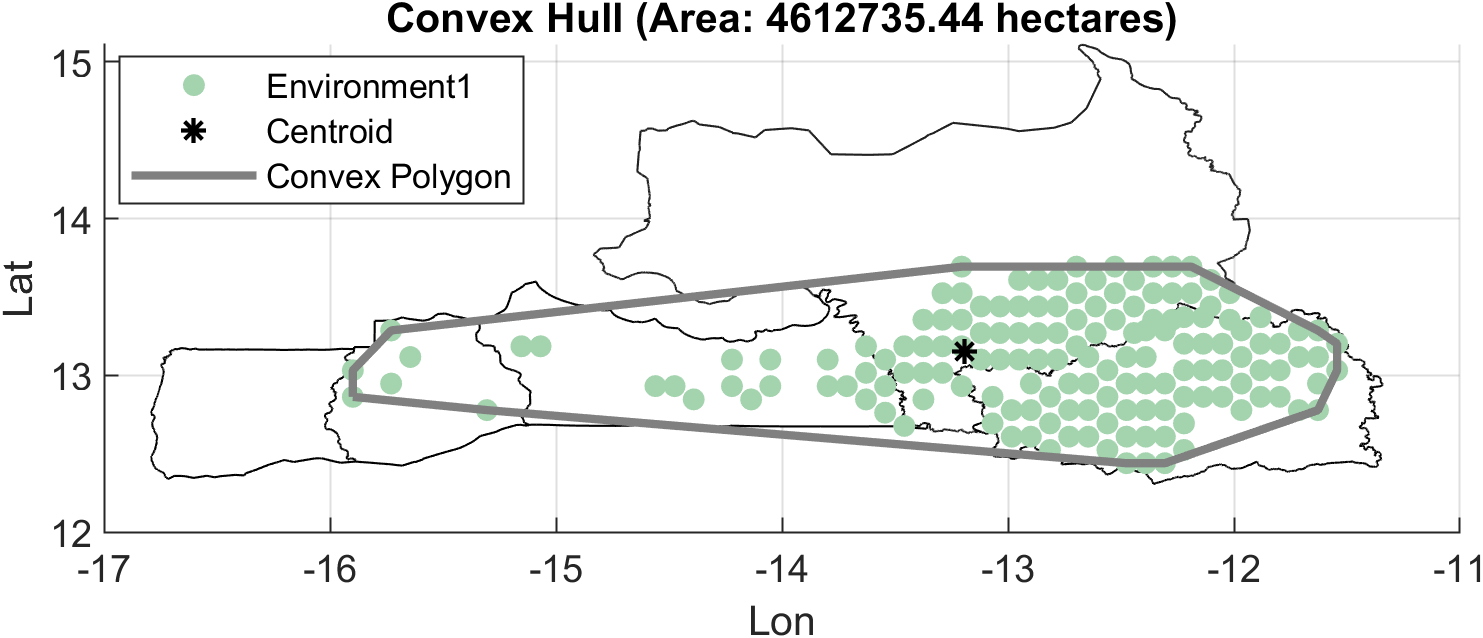 Convex Hull (Area: 4612735.44 hectares)
Environment1
Centroid
Convex Polygon
Lat
15
14
13
12
-17 -16 -15 -14 -13 -12 -11
Lon